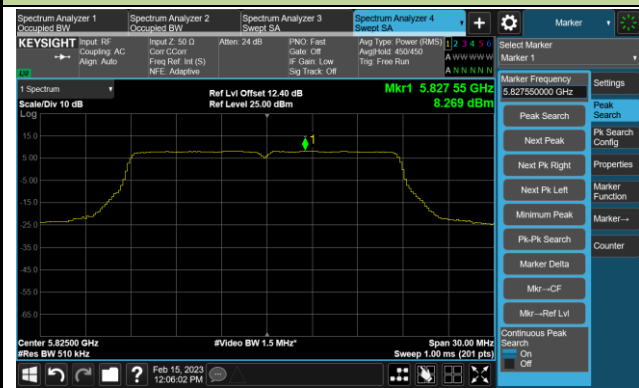 Spectrum Analyzer 1
Occupied BW
Spectrum Analyzer 2
Occupied BW
Spectrum Analyzer 3
Swept SA
Spectrum Analyzer 4
Swept SA
+
Marker
KEYSIGHT
Input: RF
Coupling: AC
Align: Auto
Input Z: 50 Ω
Corr CCorr
Freq Ref: Int (S)
NFE: Adaptive
Atten: 24 dB
PNO: Fast
Gate: Off
IF Gain: Low
Sig Track: Off
Avg Type: Power (RMS)
Avg|Hold: 450/450
Trig: Free Run
1 2 3 4 5 6
A W W W W W
A N N N N N
LXI
Select Marker
Marker 1
1 Spectrum
Scale/Div 10 dB
Log
Ref Lvl Offset 12.40 dB
Ref Level 25.00 dBm
Mkr1 5.827 55 GHz
8.269 dBm
15.0
5.00
-5.00
-15.0
-25.0
-35.0
-45.0
-55.0
-65.0
1
Center 5.82500 GHz
#Res BW 510 kHz
#Video BW 1.5 MHz*
Span 30.00 MHz
Sweep 1.00 ms (201 pts)
Marker Frequency
5.827550000 GHz
Peak Search
Next Peak
Next Pk Right
Next Pk Left
Minimum Peak
Pk-Pk Search
Marker Delta
Mkr→CF
Mkr→Ref Lvl
Continuous Peak
Search
On
Off
Settings
Peak
Search
Pk Search
Config
Properties
Marker
Function
Marker→
Counter
?
Feb 15, 2023
12:06:02 PM